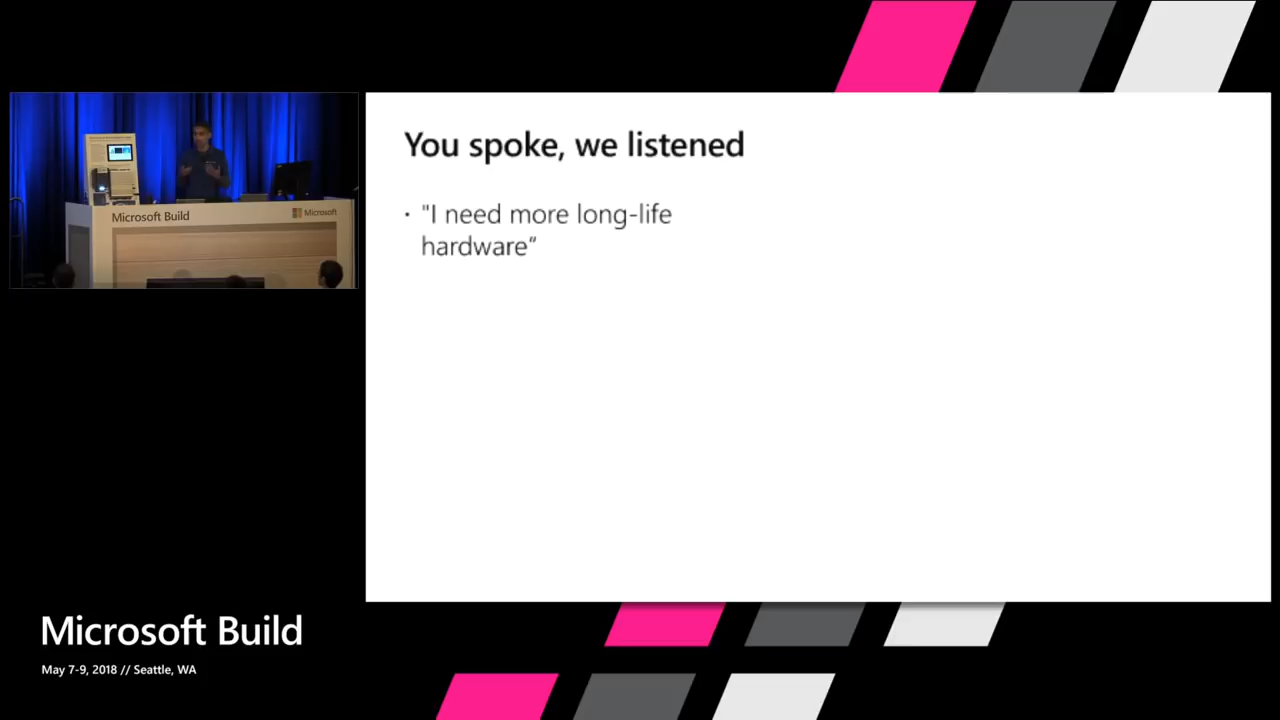 You spoke, we listened
· "I need more long-life
hardware“
Microsoft Build
Microsoft
Microsoft Build
May 7-9, 2018 // Seattle, WA